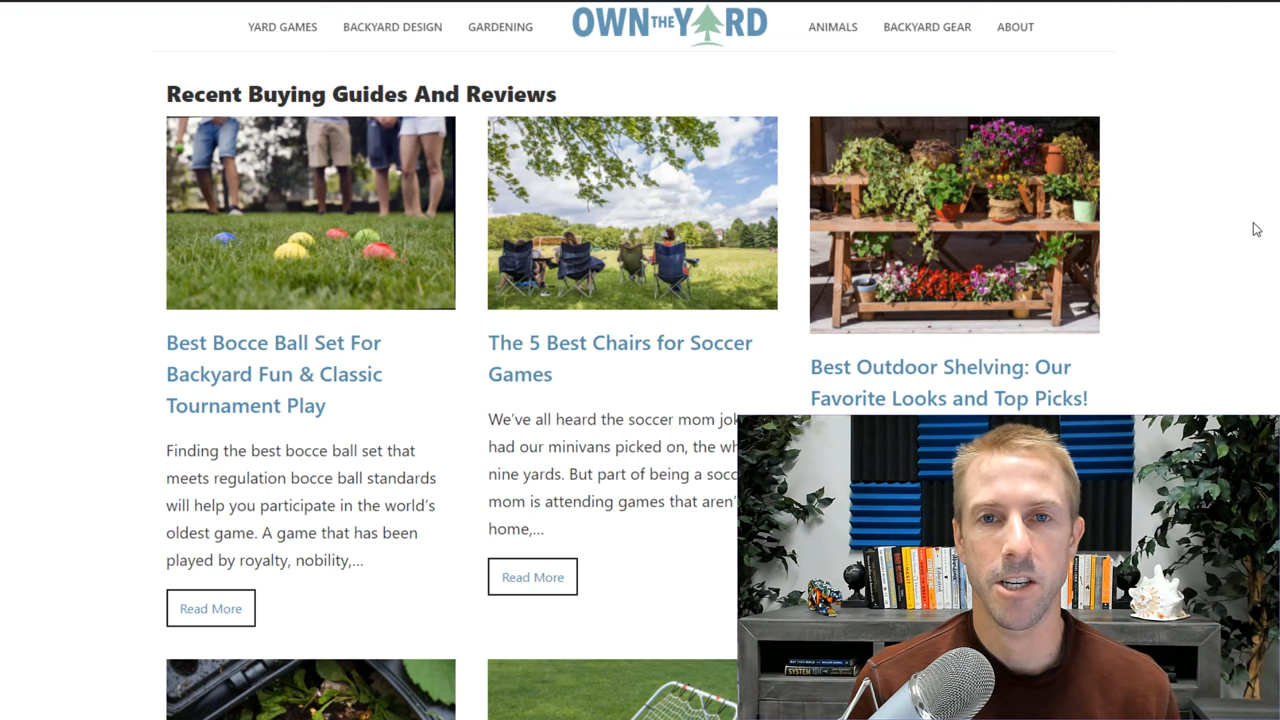 YARD GAMES
BACKYARD DESIGN
GARDENING
OWN THE YARD
ANIMALS
BACKYARD GEAR
ABOUT
Recent Buying Guides And Reviews
Best Bocce Ball Set For
Backyard Fun & Classic
Tournament Play
Finding the best bocce ball set that
meets regulation bocce ball standards
will help you participate in the world's
oldest game. A game that has been
played by royalty, nobility,...
Read More
The 5 Best Chairs for Soccer
Games
We've all heard the soccer mom jok
had our minivans picked on, the wh
nine yards. But part of being a socc
mom is attending games that aren'
home,...
Read More
Best Outdoor Shelving: Our
Favorite Looks and Top Picks!
SYSTEM